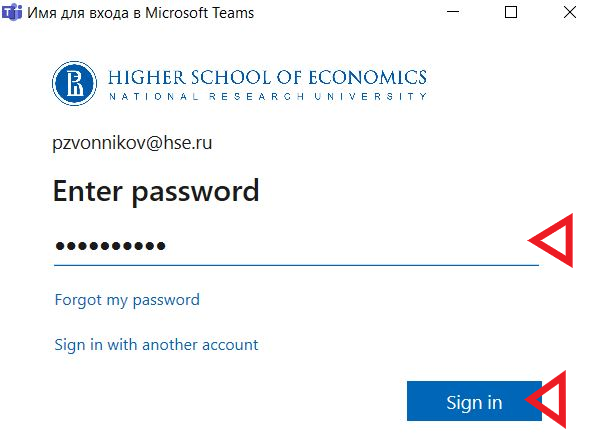 Имя для входа в Microsoft Teams
HIGHER SCHOOL OF ECONOMICS
NATIONAL RESEARCH UNIVERSITY
pzvonnikov@hse.ru
Enter password
••••••••••
Forgot my password
Sign in with another account
Sign in